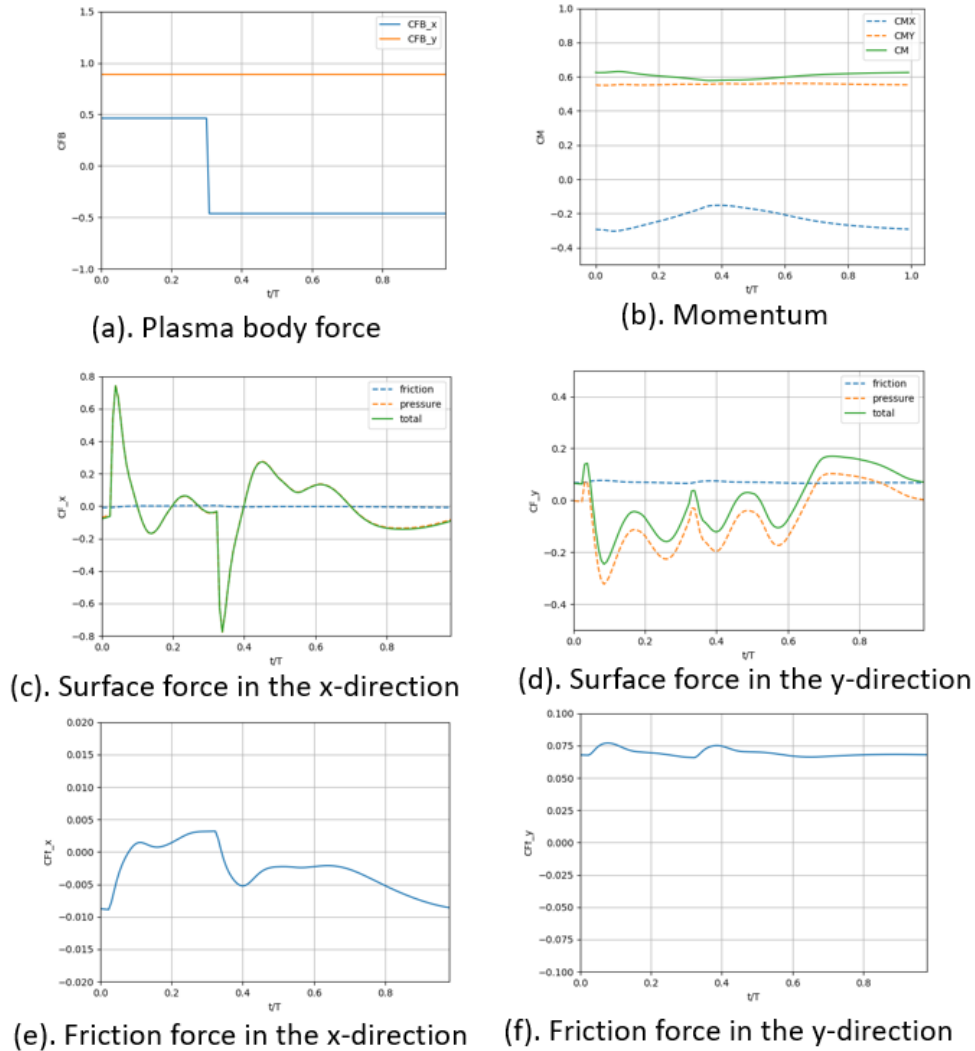 1.5
1.0
0.5
0.0
−0.5
−1.0
CFB
CFB_x
CFB_y
0.0 0.2 0.4 0.6 0.8
t/T
(a). Plasma body force
1.0
0.8
0.6
0.4
0.2
0.0
−0.2
−0.4
CM
CMX
CMY
CM
0.0 0.2 0.4 0.6 0.8 1.0
t/T
(b). Momentum
0.8
0.6
0.4
0.2
0.0
−0.2
−0.4
−0.6
−0.8
CF_x
friction
pressure
total
0.0 0.2 0.4 0.6 0.8
t/T
(c). Surface force in the x-direction
0.4
0.2
0.0
−0.2
−0.4
CF_y
friction
pressure
total
0.0 0.2 0.4 0.6 0.8
t/T
(d). Surface force in the y-direction
0.020
0.015
0.010
0.005
0.000
−0.005
−0.010
−0.015
−0.020
CFf_x
0.0 0.2 0.4 0.6 0.8
t/T
(e). Friction force in the x-direction
0.100
0.075
0.050
0.025
0.000
−0.025
−0.050
−0.075
−0.100
CFf_y
0.0 0.2 0.4 0.6 0.8
t/T
(f). Friction force in the y-direction